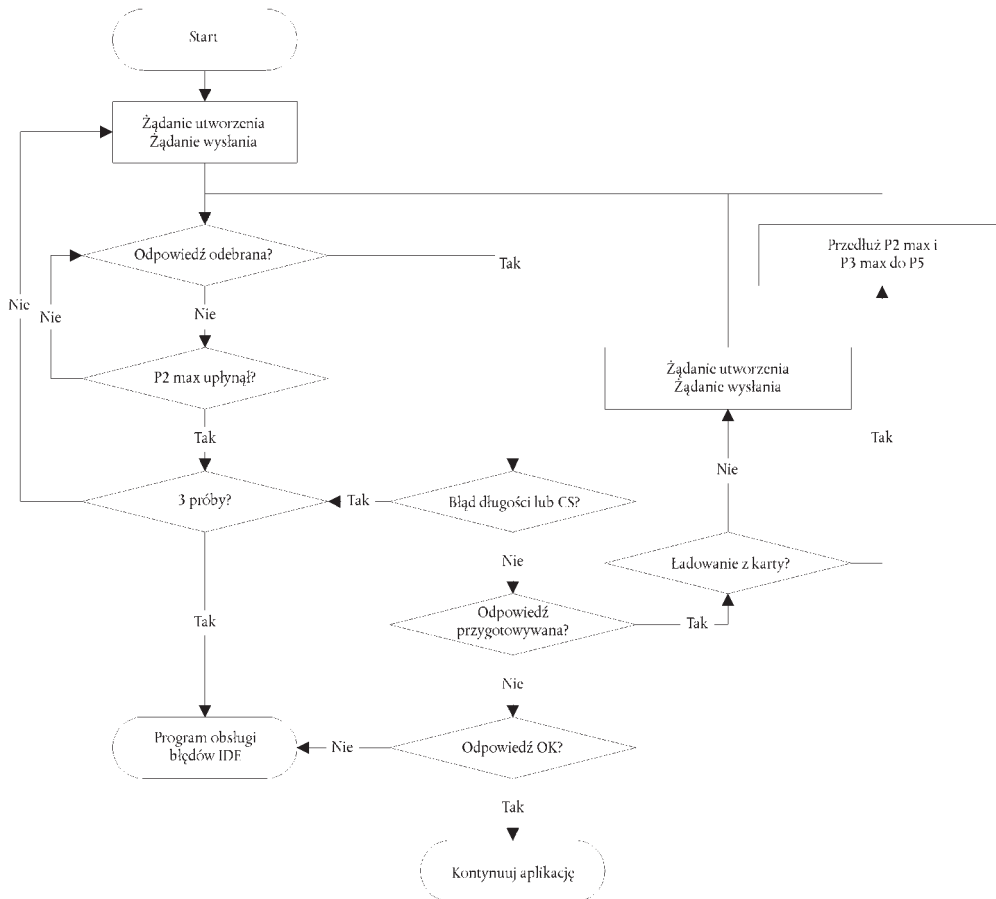 Start
Żądanie utworzenia
Żądanie wysłania
Odpowiedź odebrana?
Tak
Przedłuż P2 max i
P3 max do P5
Nie
Nie
Nie
P2 max upłynął?
Żądanie utworzenia
Żądanie wysłania
Tak
Tak
Nie
3 próby?
Tak
Błąd długości lub CS?
Nie
Ładowanie z karty?
Odpowiedź
przygotowywana?
Tak
Tak
Nie
Program obsługi
błędów IDE
Nie
Odpowiedź OK?
Tak
Kontynuuj aplikację